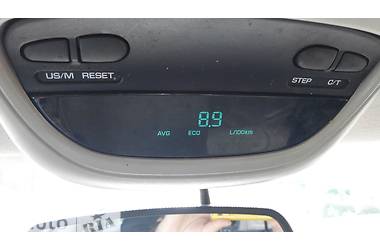 US/M RESET
STEP C/T
8.9
AVG ECO L/100km